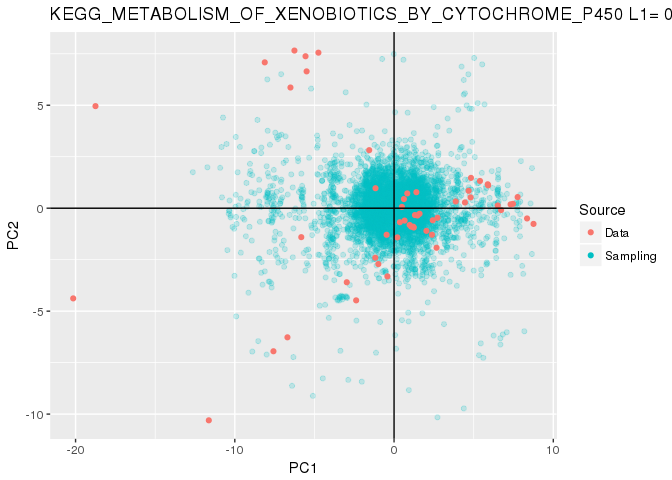 KEGG_METABOLISM_OF_XENOBIOTICS_BY_CYTOCHROME_P450 L1= 0
5
0
-5
-10
PC2
-20
-10
0
10
PC1
Source
Data
Sampling